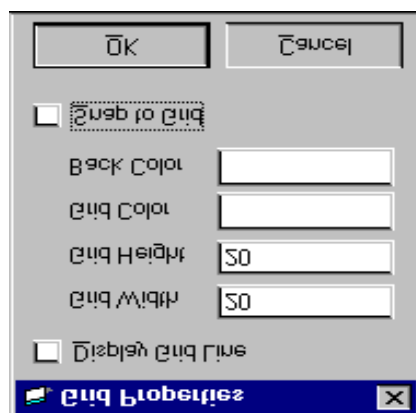 Grid Properties
Display Grid Line
Grid Width 20
Grid Height 20
Grid Color
Back Color
Snap to Grid
OK Cancel